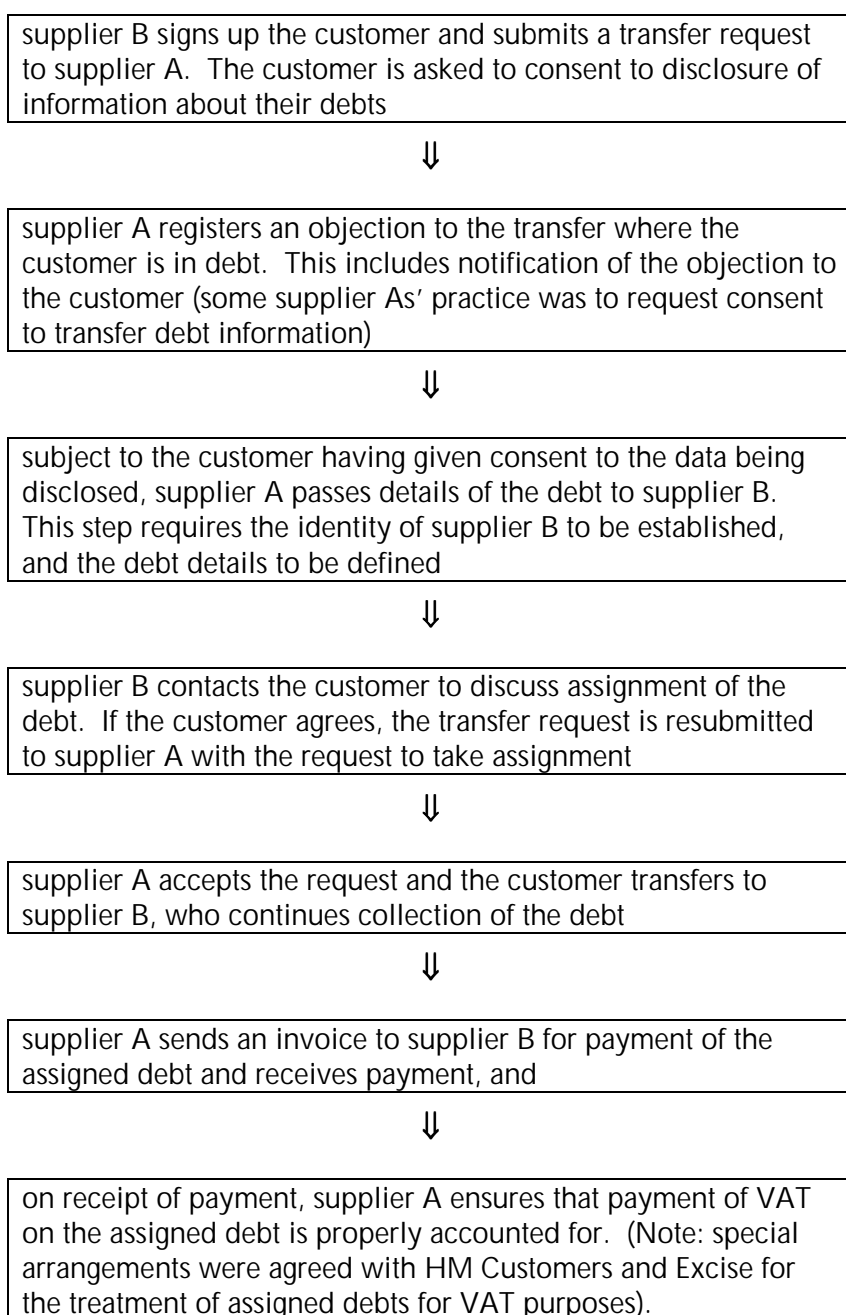 supplier B signs up the customer and submits a transfer request
to supplier A.  The customer is asked to consent to disclosure of
information about their debts
⇓
supplier A registers an objection to the transfer where the
customer is in debt.  This includes notification of the objection to
the customer (some supplier As’ practice was to request consent
to transfer debt information)
⇓
subject to the customer having given consent to the data being
disclosed, supplier A passes details of the debt to supplier B.
This step requires the identity of supplier B to be established,
and the debt details to be defined
⇓
supplier B contacts the customer to discuss assignment of the
debt.  If the customer agrees, the transfer request is resubmitted
to supplier A with the request to take assignment
⇓
supplier A accepts the request and the customer transfers to
supplier B, who continues collection of the debt
⇓
supplier A sends an invoice to supplier B for payment of the
assigned debt and receives payment, and
⇓
on receipt of payment, supplier A ensures that payment of VAT
on the assigned debt is properly accounted for.  (Note: special
arrangements were agreed with HM Customers and Excise for
the treatment of assigned debts for VAT purposes).